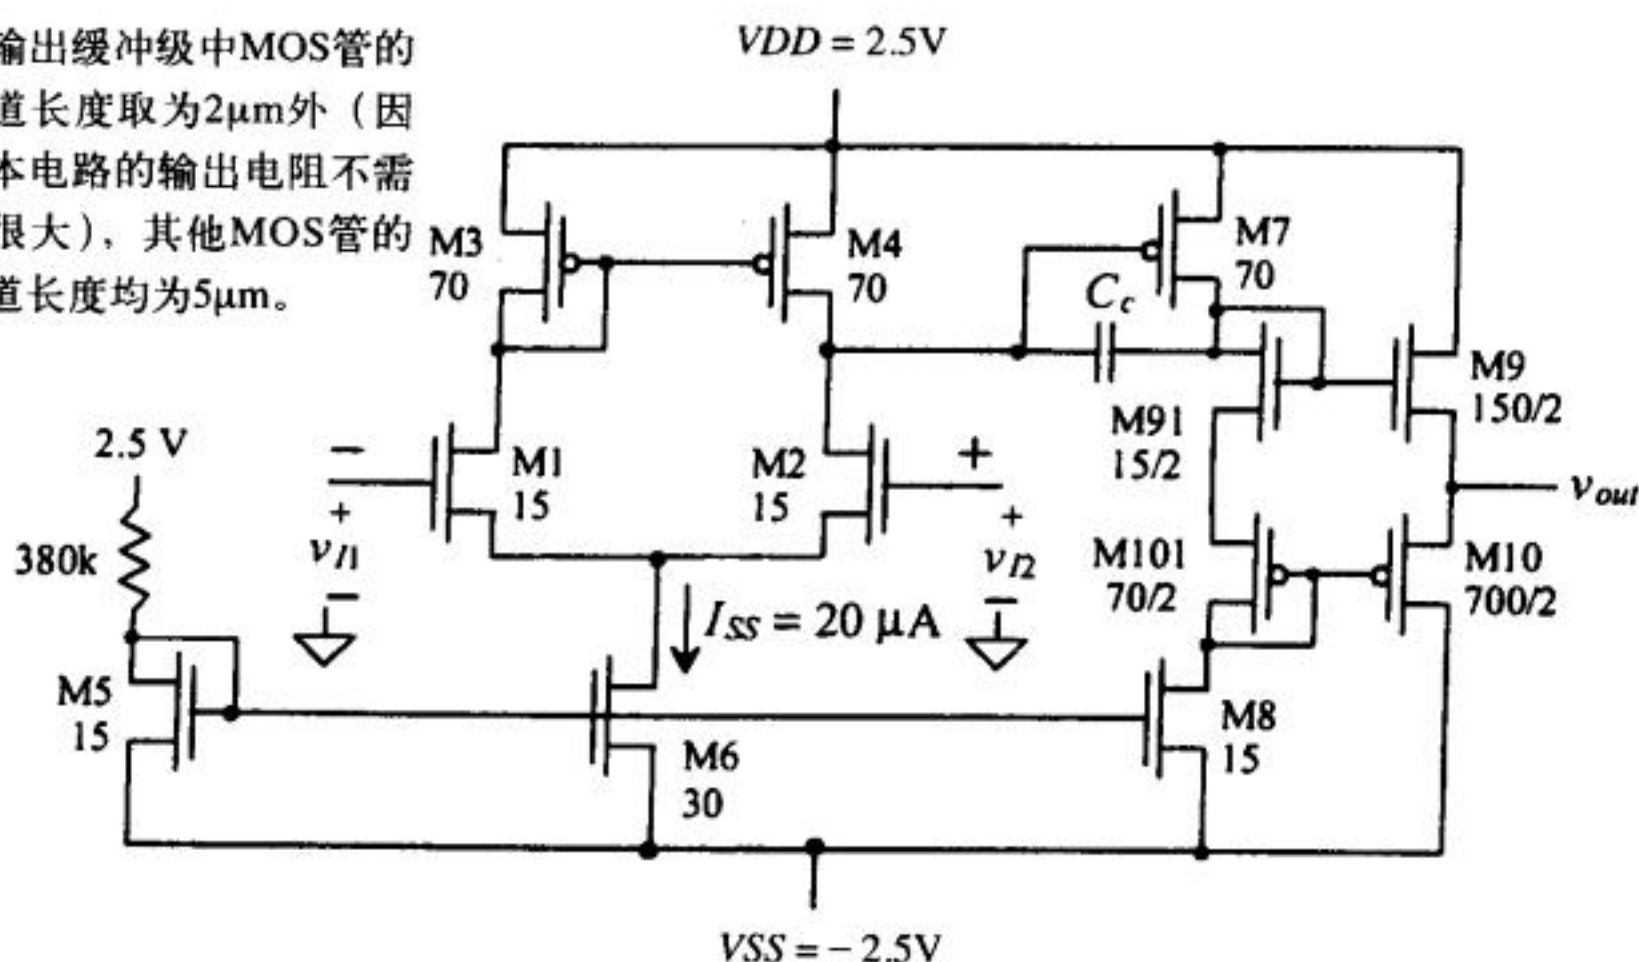 输出缓冲级中MOS管的
道长度取为2μm外（因
本电路的输出电阻不需
很大），其他MOS管的
道长度均为5μm。
VDD = 2.5V
M3
70
M4
70
M7
70
Cc
M9
150/2
M91
15/2
2.5 V
−
+
M1
15
M2
15
vout
380k
+
vI1
−
+
vI2
−
M101
70/2
M10
700/2
ISS = 20 μA
M5
15
M6
30
M8
15
VSS = − 2.5V